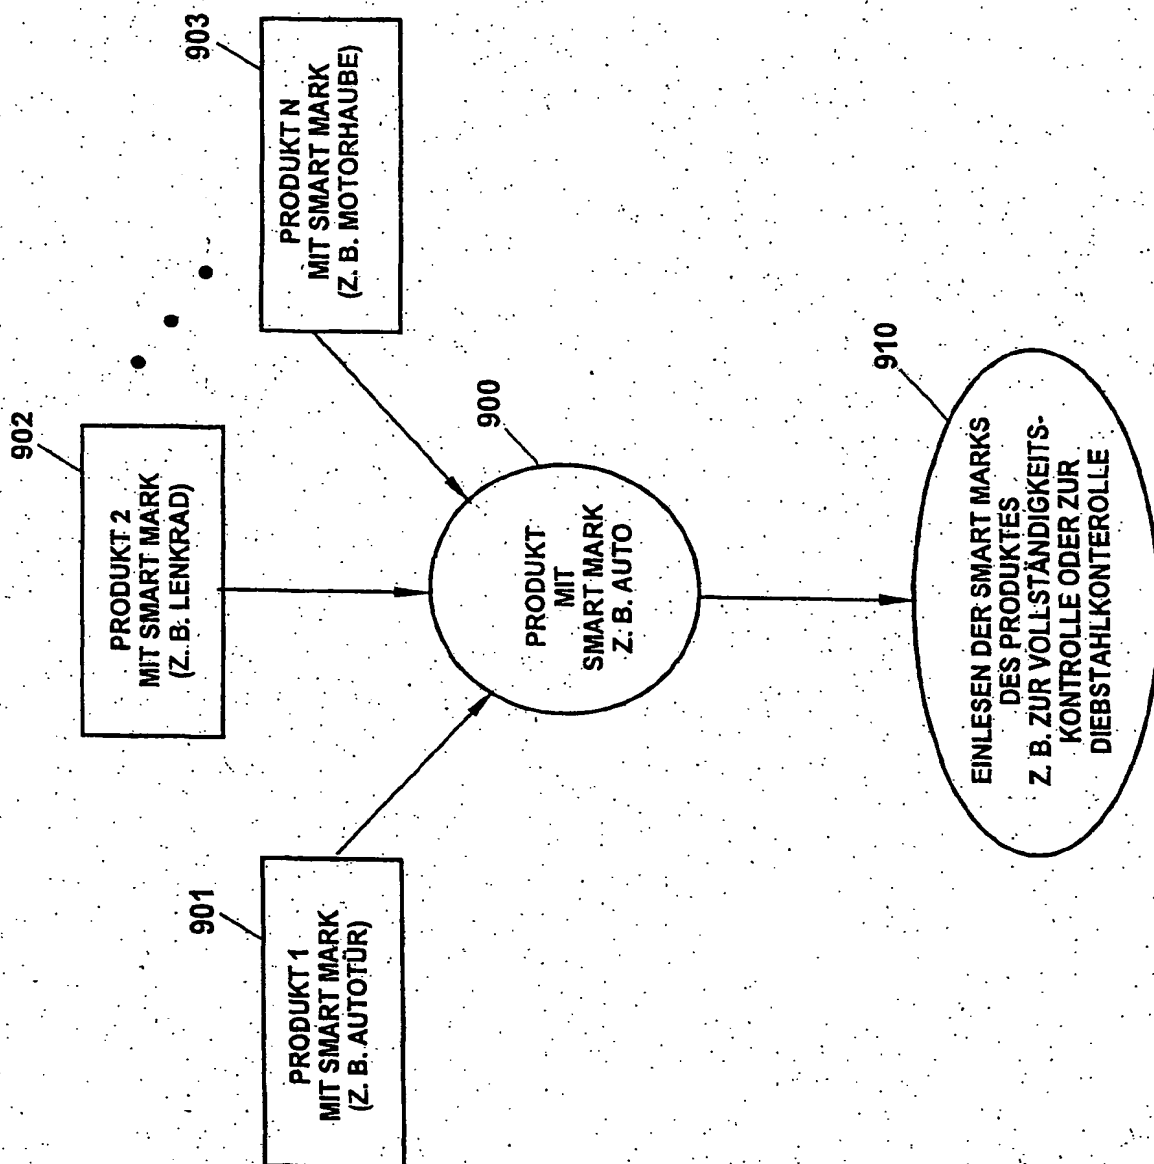 901
PRODUKT 1
MIT SMART MARK
(Z. B. AUTOTÜR)
902
PRODUKT 2
MIT SMART MARK
(Z. B. LENKRAD)
903
PRODUKT N
MIT SMART MARK
(Z. B. MOTORHAUBE)
900
PRODUKT
MIT
SMART MARK
Z. B. AUTO
910
EINLESEN DER SMART MARKS
DES PRODUKTES
Z. B. ZUR VOLLSTÄNDIGKEITS-
KONTROLLE ODER ZUR
DIEBSTAHLKONTEROLLE